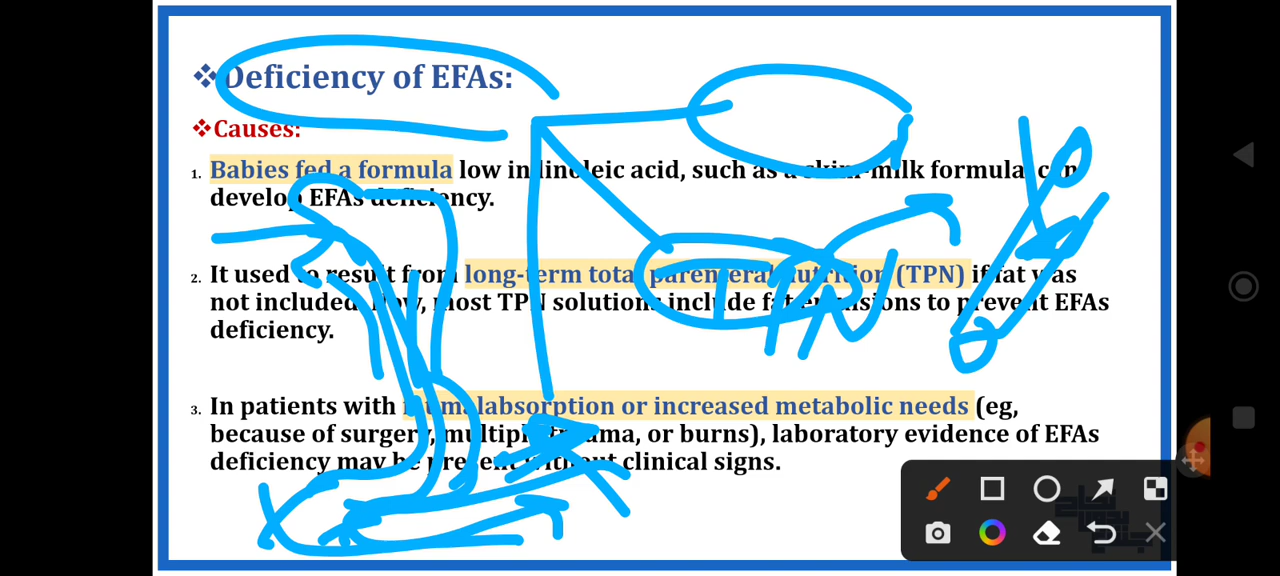 ❖Deficiency of EFAs:
❖Causes:
1. Babies fed a formula low in linoleic acid, such as a skim-milk formula, can
develop EFAs deficiency.
2. It used to result from long-term total parenteral nutrition (TPN) if fat was
not included. Now, most TPN solutions include fat emulsions to prevent EFAs
deficiency.
TPN
3. In patients with malabsorption or increased metabolic needs (eg,
because of surgery, multiple trauma, or burns), laboratory evidence of EFAs
deficiency may be present without clinical signs.